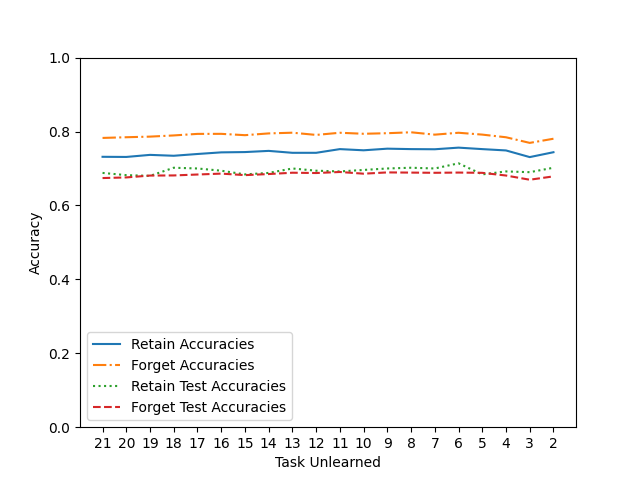 1.0
0.8
0.6
0.4
0.2
0.0
Accuracy
Retain Accuracies
Forget Accuracies
Retain Test Accuracies
Forget Test Accuracies
21 20 19 18 17 16 15 14 13 12 11 10 9 8 7 6 5 4 3 2
Task Unlearned